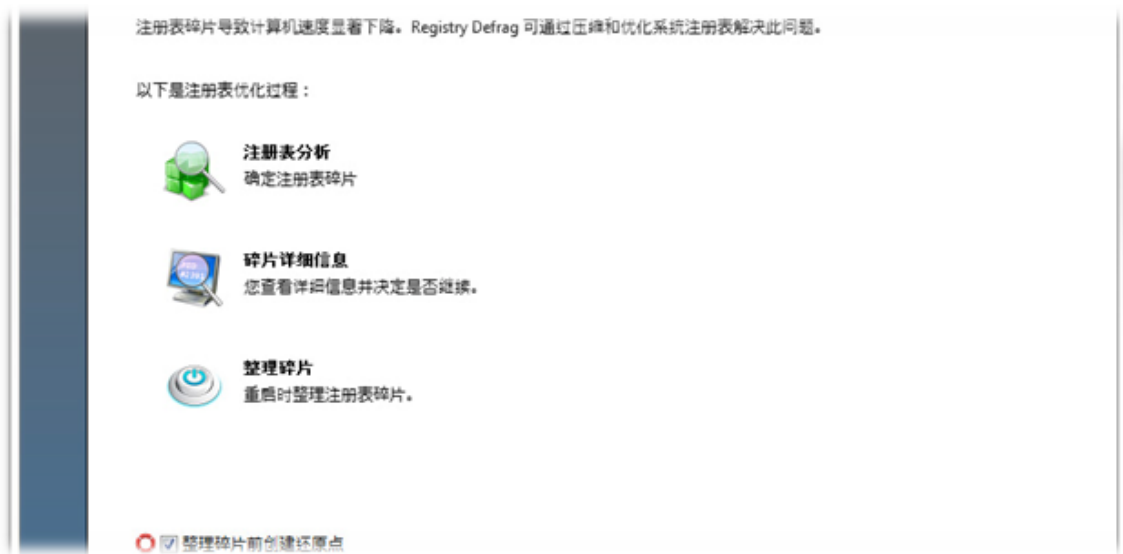 注册表碎片导致计算机速度显著下降。Registry Defrag 可通过压缩和优化系统注册表解决此问题。
以下是注册表优化过程：
注册表分析
确定注册表碎片
碎片详细信息
您查看详细信息并决定是否继续。
整理碎片
重启时整理注册表碎片。
整理碎片前创建还原点